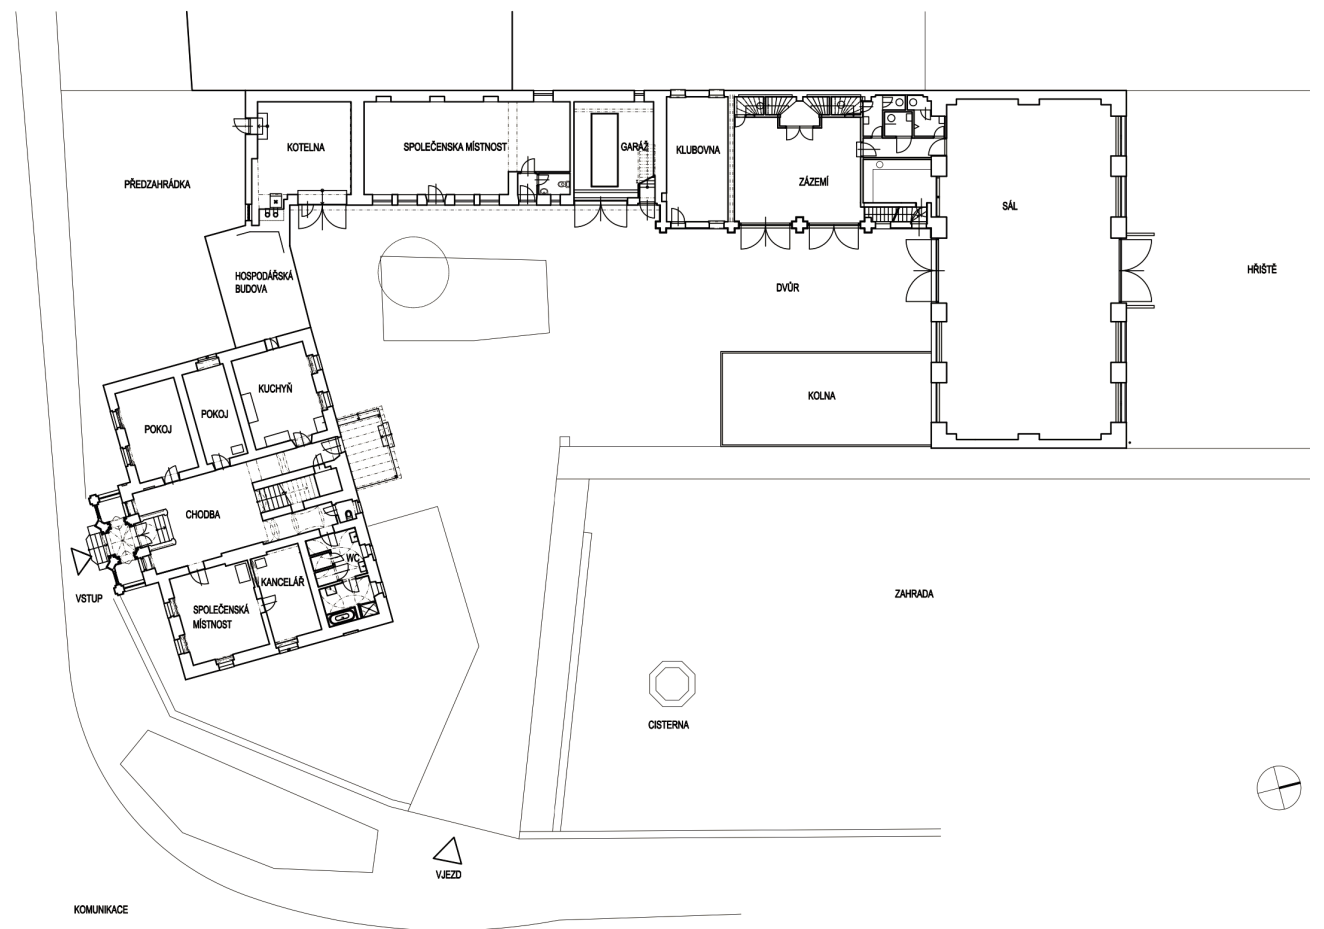 KOTELNA
SPOLEČENSKA MÍSTNOST
GARÁŽ
KLUBOVNA
ZÁZEMÍ
PŘEDZAHRÁDKA
SÁL
HOSPODÁŘSKÁ
BUDOVA
DVŮR
HŘIŠTĚ
KUCHYŇ
POKOJ
POKOJ
KOLNA
CHODBA
WC
KANCELÁŘ
VSTUP
SPOLEČENSKÁ
MÍSTNOST
ZAHRADA
CISTERNA
VJEZD
KOMUNIKACE